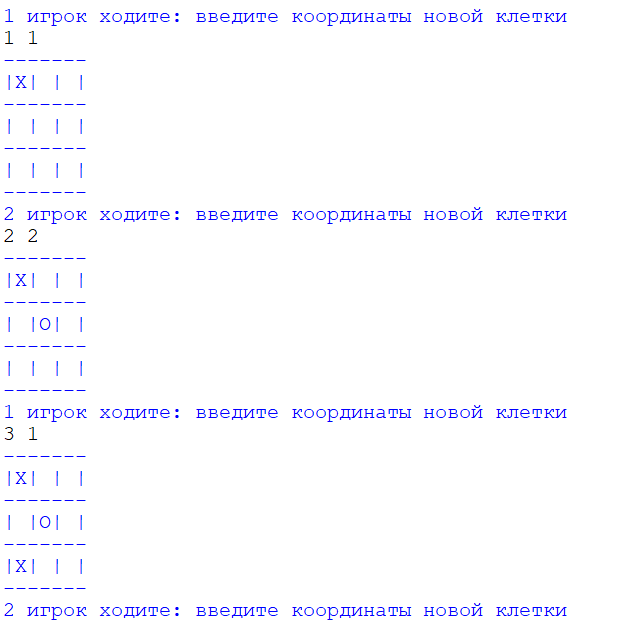 1 игрок ходите: введите координаты новой клетки
1 1
-------
|X| | |
-------
| | | |
-------
| | | |
-------
2 игрок ходите: введите координаты новой клетки
2 2
-------
|X| | |
-------
| |O| |
-------
| | | |
-------
1 игрок ходите: введите координаты новой клетки
3 1
-------
|X| | |
-------
| |O| |
-------
|X| | |
-------
2 игрок ходите: введите координаты новой клетки